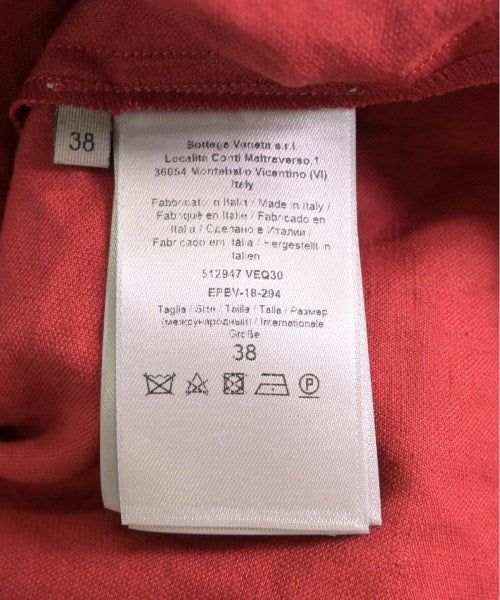 38
Bottega Veneta s.r.l.
Localita Conti Maltraverso,1
36054 Montebello Vicentino (VI)
Italy
Fabbricato in Italia / Made in Italy /
Fabriqué en Italie / Fabricado en
Italia / Сделано в Италии /
Fabricado em Itália / Hergestellt in
Italien
512947 VEQ30
EPBV-18-294
Taglia / Size / Taille / Talla / Размер
(международный) / Internationale
Größe
38
P